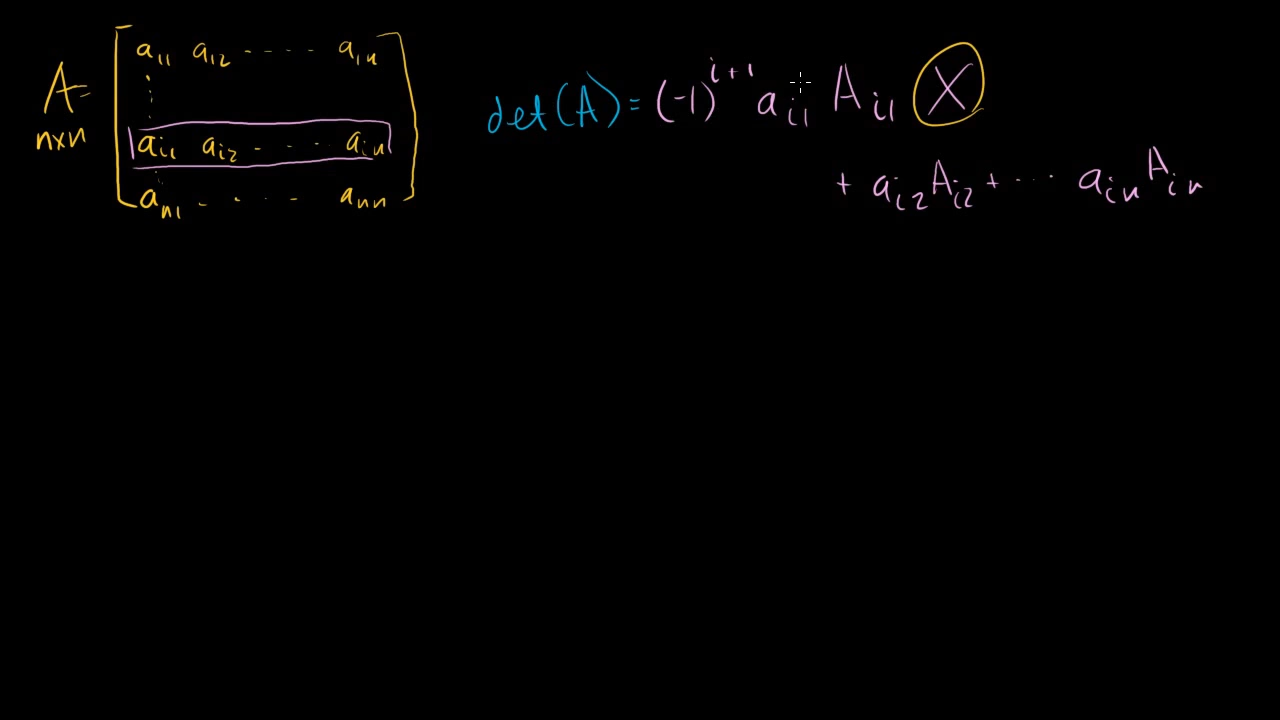 A = [ a₁₁ a₁₂ ---- a₁ₙ
n×n
⋮
aᵢ₁ aᵢ₂ - - - - aᵢₙ
⋮
aₙ₁ - - - - aₙₙ ]
det(A) = (-1)^(i+1) aᵢ₁ Aᵢ₁ X
+ aᵢ₂Aᵢ₂ + ... aᵢₙAᵢₙ